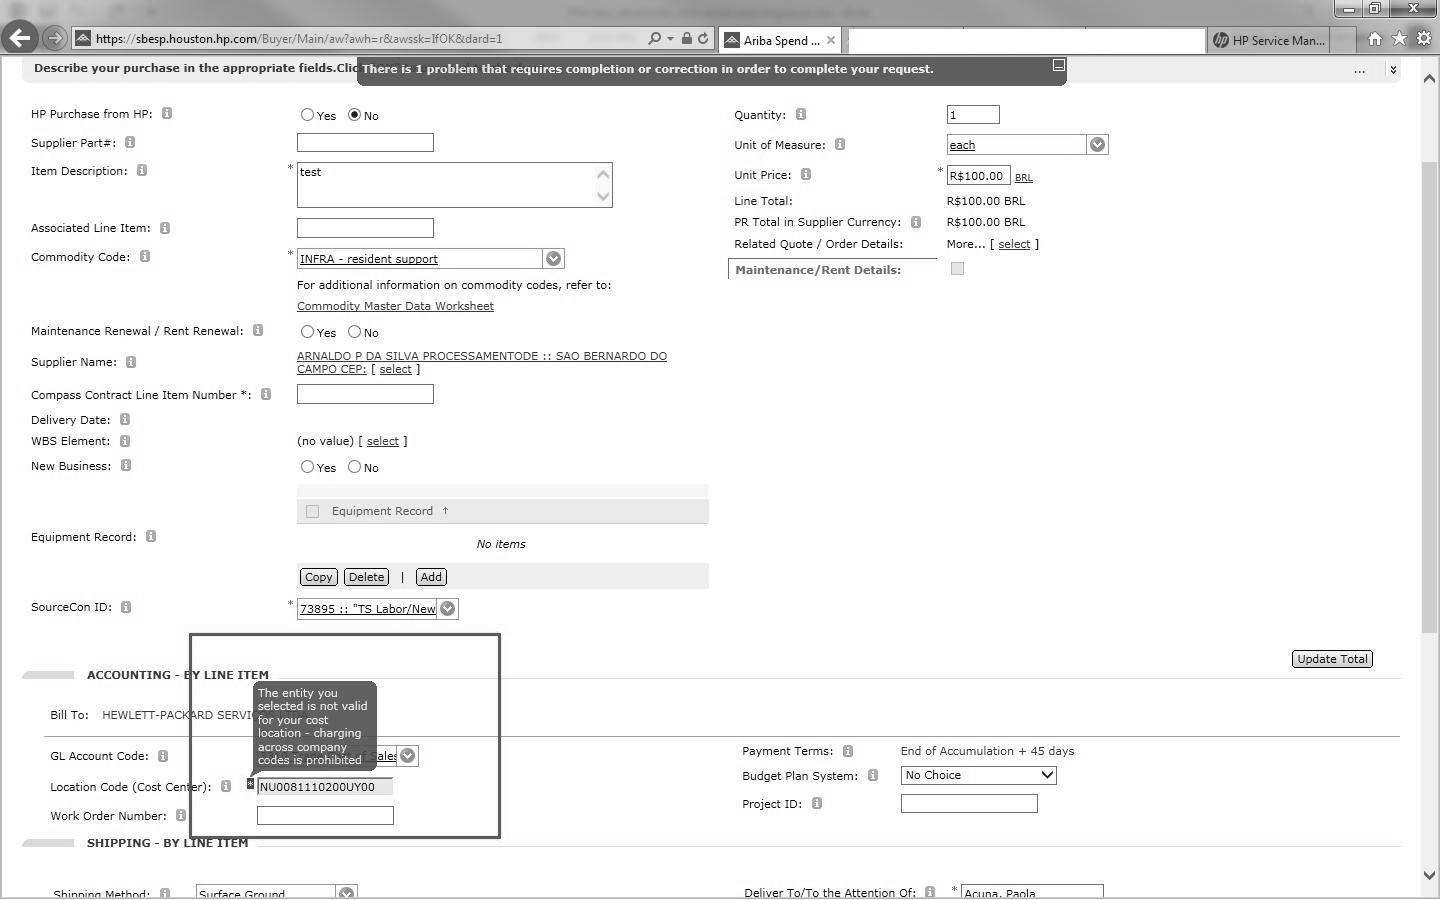 https://sbesp.houston.hp.com/Buyer/Main/aw?awh=r&awssk=IfOK&dard=1
Ariba Spend ...
HP Service Man...
Describe your purchase in the appropriate fields.Clic
There is 1 problem that requires completion or correction in order to complete your request.
HP Purchase from HP:
Yes No
Supplier Part#:
Item Description:
* test
Associated Line Item:
Commodity Code:
* INFRA - resident support
For additional information on commodity codes, refer to:
Commodity Master Data Worksheet
Maintenance Renewal / Rent Renewal:
Yes No
Supplier Name:
ARNALDO P DA SILVA PROCESSAMENTODE :: SAO BERNARDO DO
CAMPO CEP: [ select ]
Compass Contract Line Item Number *:
Delivery Date:
WBS Element:
(no value) [ select ]
New Business:
Yes No
Equipment Record ↑
Equipment Record:
No items
Copy Delete | Add
SourceCon ID:
* 73895 :: "TS Labor/New
Quantity:
1
Unit of Measure:
each
Unit Price:
* R$100.00 BRL
Line Total:
R$100.00 BRL
PR Total in Supplier Currency:
R$100.00 BRL
Related Quote / Order Details:
More... [ select ]
Maintenance/Rent Details:
Update Total
ACCOUNTING - BY LINE ITEM
Bill To: HEWLETT-PACKARD
The entity you
selected is not valid
for your cost
location - charging
across company
codes is prohibited
GL Account Code:
of Sales
Location Code (Cost Center):
* NU0081110200UY00
Work Order Number:
Payment Terms:
End of Accumulation + 45 days
Budget Plan System:
No Choice
Project ID:
SHIPPING - BY LINE ITEM
Shipping Method:
Surface Ground
Deliver To/To the Attention Of:
* Acuna, Paola